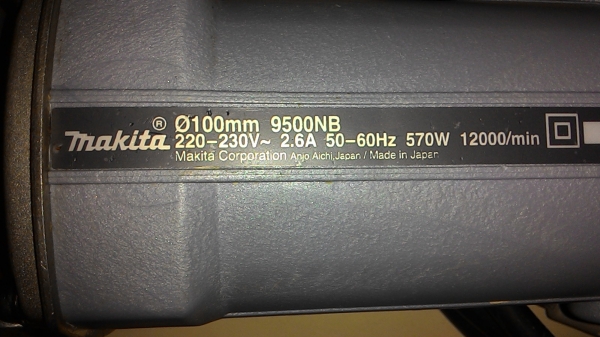 makita® Ø100mm 9500NB
220–230V~ 2.6A 50–60Hz 570W 12000/min
Makita Corporation Anjo Aichi, Japan / Made in Japan